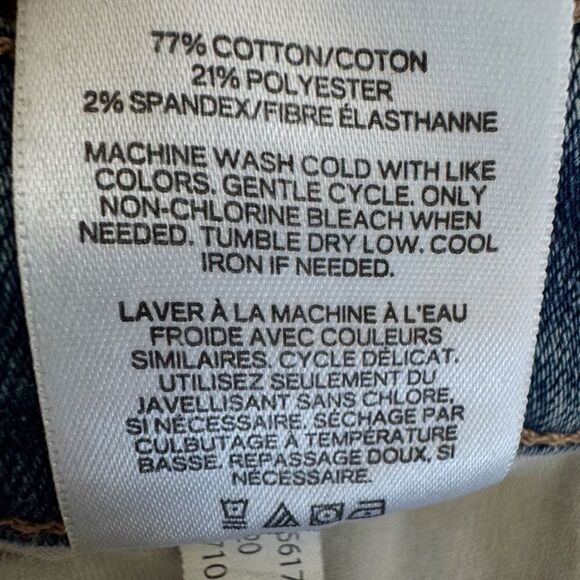 77% COTTON/COTON
21% POLYESTER
2% SPANDEX/FIBRE ÉLASTHANNE
MACHINE WASH COLD WITH LIKE
COLORS. GENTLE CYCLE. ONLY
NON-CHLORINE BLEACH WHEN
NEEDED. TUMBLE DRY LOW. COOL
IRON IF NEEDED.
LAVER À LA MACHINE À L'EAU
FROIDE AVEC COULEURS
SIMILAIRES. CYCLE DÉLICAT.
UTILISEZ SEULEMENT DU
JAVELLISANT SANS CHLORE,
SI NÉCESSAIRE. SÉCHAGE PAR
CULBUTAGE À TEMPÉRATURE
BASSE. REPASSAGE DOUX, SI
NÉCESSAIRE.
5617
20
710